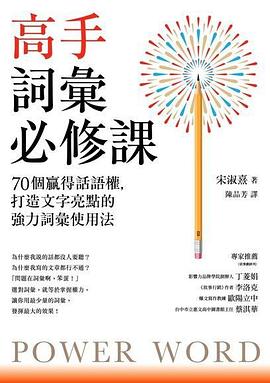 高手
詞彙
必修課
70個贏得話語權,
打造文字亮點的
強力詞彙使用法
宋淑憙 著
陳品芳 譯
為什麼我說的話都沒人要聽?
為什麼我寫的文章都行不通?
「問題在詞彙啊,笨蛋!」
選對詞彙,就等於掌握權力,
讓你用最少量的詞彙,
發揮最大的效果!
專家推薦
影響力品牌學院創辦人 丁菱娟
《故事行銷》作者 李洛克
爆文寫作教練 歐陽立中
台中市立惠文高中圖書館主任 蔡淇華
POWER WORD